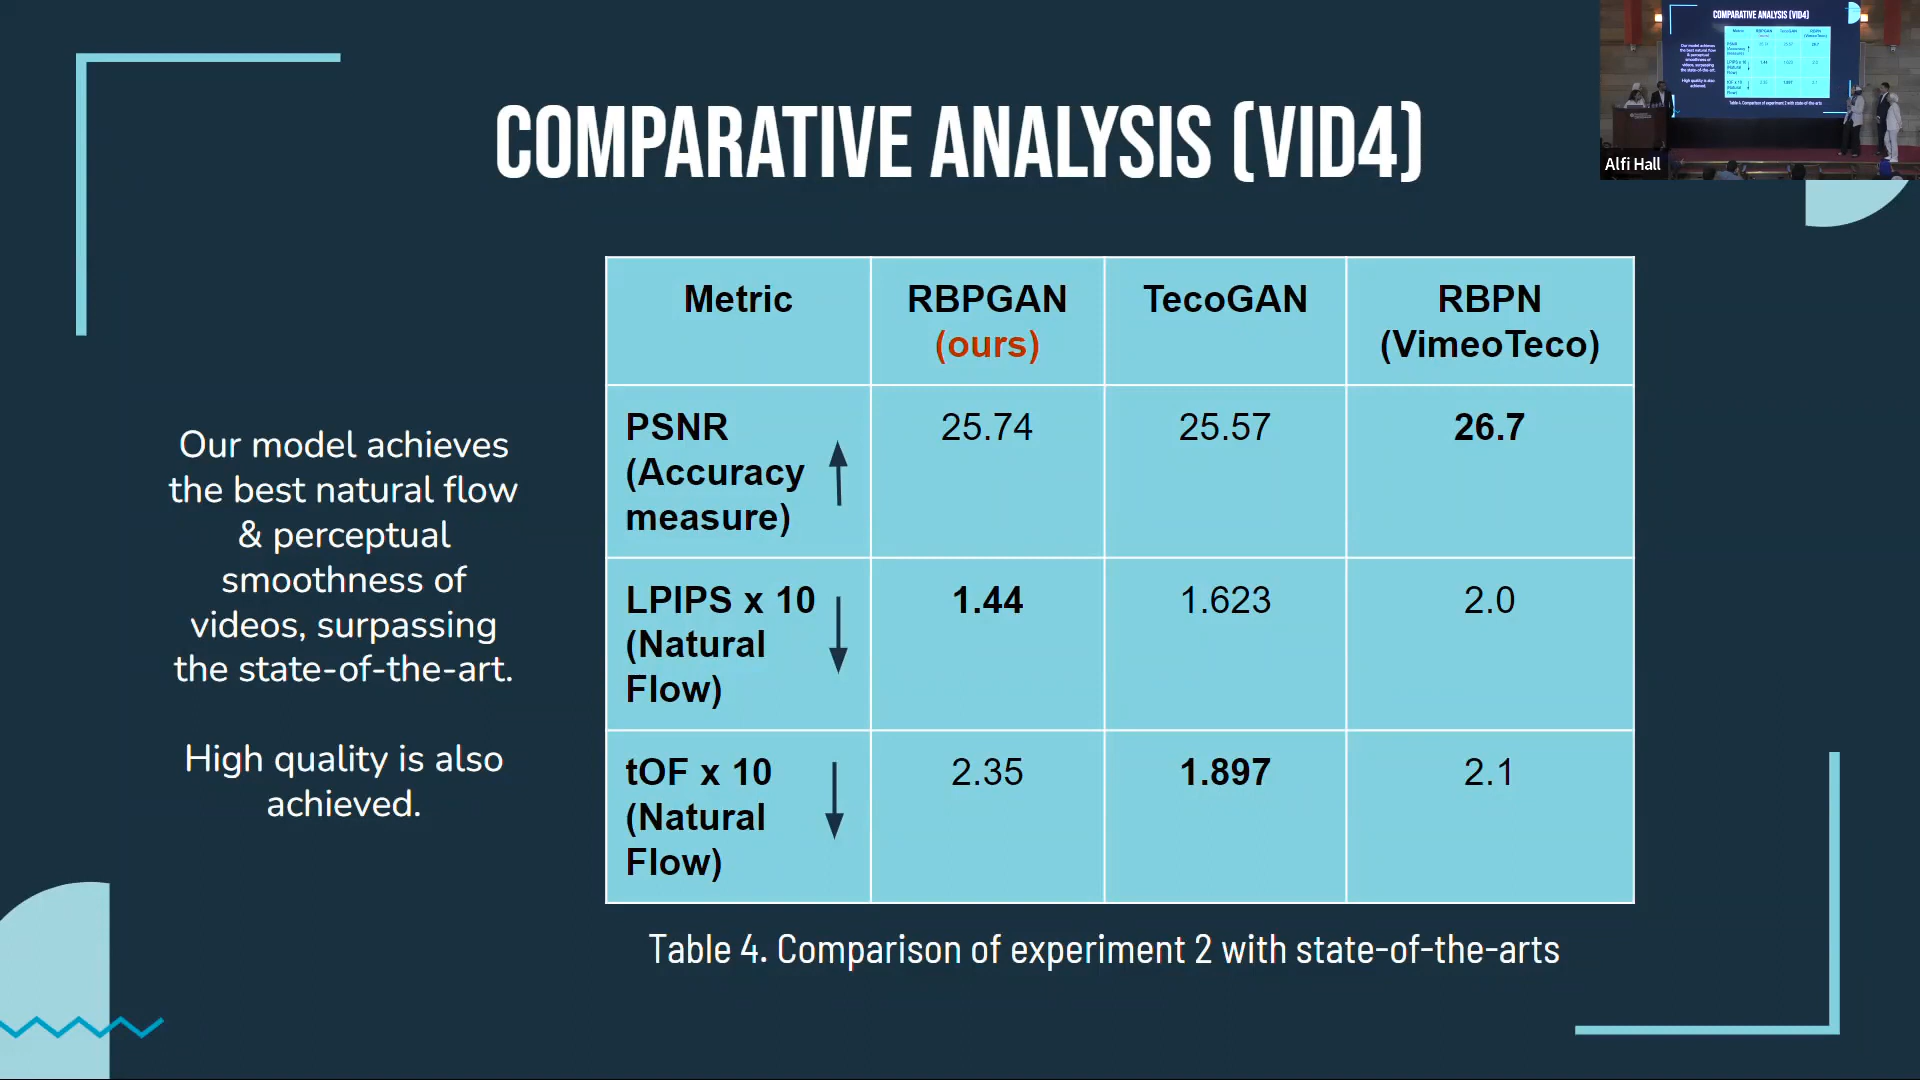 COMPARATIVE ANALYSIS (VID4)
Alfi Hall
Our model achieves
the best natural flow
& perceptual
smoothness of
videos, surpassing
the state-of-the-art.
High quality is also
achieved.
Metric
RBPGAN
(ours)
TecoGAN
RBPN
(VimeoTeco)
PSNR
(Accuracy
measure)
25.74
25.57
26.7
LPIPS x 10
(Natural
Flow)
1.44
1.623
2.0
tOF x 10
(Natural
Flow)
2.35
1.897
2.1
Table 4. Comparison of experiment 2 with state-of-the-arts